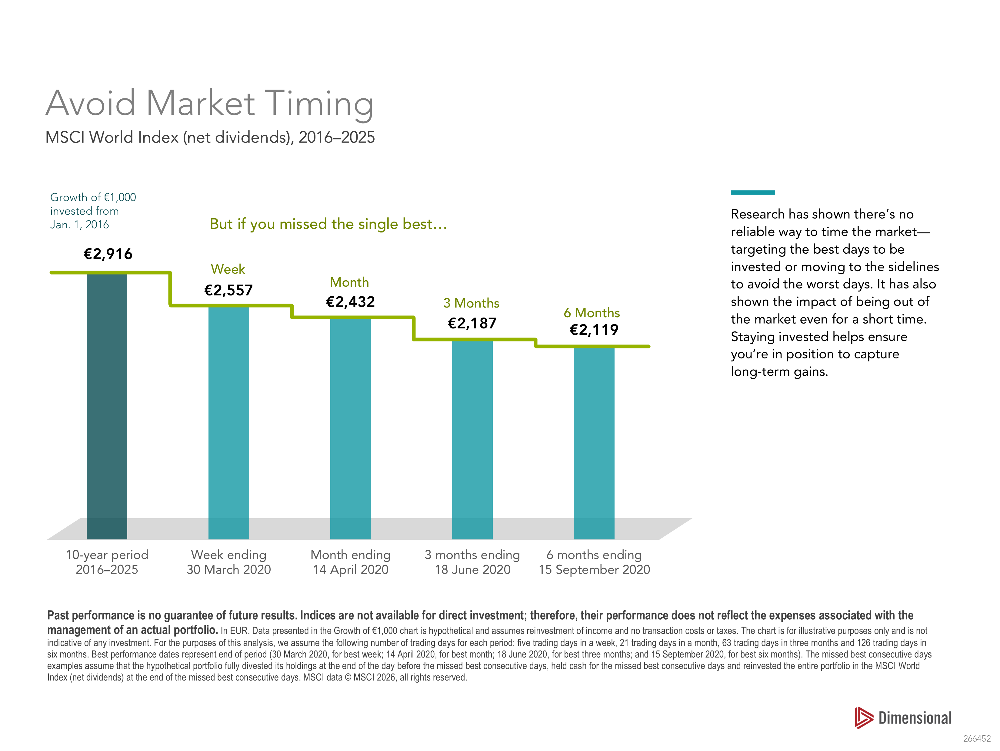 Avoid Market Timing
MSCI World Index (net dividends), 2016–2025
Growth of €1,000
invested from
Jan. 1, 2016
But if you missed the single best…
€2,916
Week
€2,557
Month
€2,432
3 Months
€2,187
6 Months
€2,119
10-year period
2016–2025
Week ending
30 March 2020
Month ending
14 April 2020
3 months ending
18 June 2020
6 months ending
15 September 2020
Research has shown there’s no
reliable way to time the market—
targeting the best days to be
invested or moving to the sidelines
to avoid the worst days. It has also
shown the impact of being out of
the market even for a short time.
Staying invested helps ensure
you’re in position to capture
long-term gains.
Past performance is no guarantee of future results. Indices are not available for direct investment; therefore, their performance does not reflect the expenses associated with the
management of an actual portfolio. In EUR. Data presented in the Growth of €1,000 chart is hypothetical and assumes reinvestment of income and no transaction costs or taxes. The chart is for illustrative purposes only and is not
indicative of any investment. For the purposes of this analysis, we assume the following number of trading days for each period: five trading days in a week, 21 trading days in a month, 63 trading days in three months and 126 trading days in
six months. Best performance dates represent end of period (30 March 2020, for best week; 14 April 2020, for best month; 18 June 2020, for best three months; and 15 September 2020, for best six months). The missed best consecutive days
examples assume that the hypothetical portfolio fully divested its holdings at the end of the day before the missed best consecutive days, held cash for the missed best consecutive days and reinvested the entire portfolio in the MSCI World
Index (net dividends) at the end of the missed best consecutive days. MSCI data © MSCI 2026, all rights reserved.
Dimensional
266452